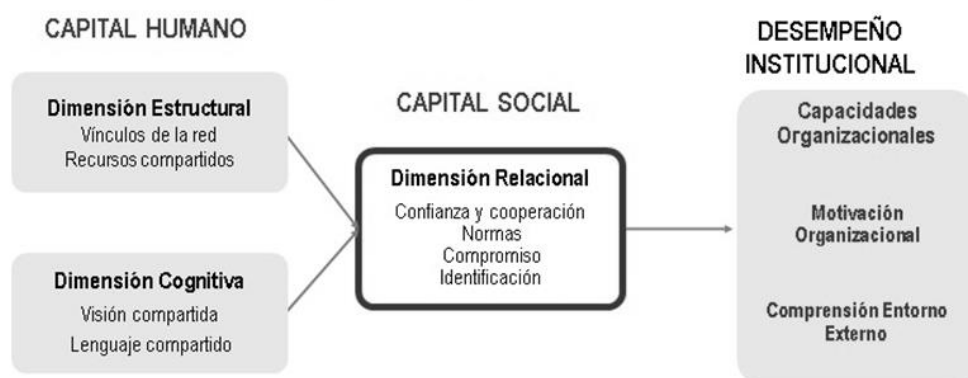 CAPITAL HUMANO
Dimensión Estructural
Vínculos de la red
Recursos compartidos
Dimensión Cognitiva
Visión compartida
Lenguaje compartido
CAPITAL SOCIAL
Dimensión Relacional
Confianza y cooperación
Normas
Compromiso
Identificación
DESEMPEÑO
INSTITUCIONAL
Capacidades
Organizacionales
Motivación
Organizacional
Comprensión Entorno
Externo